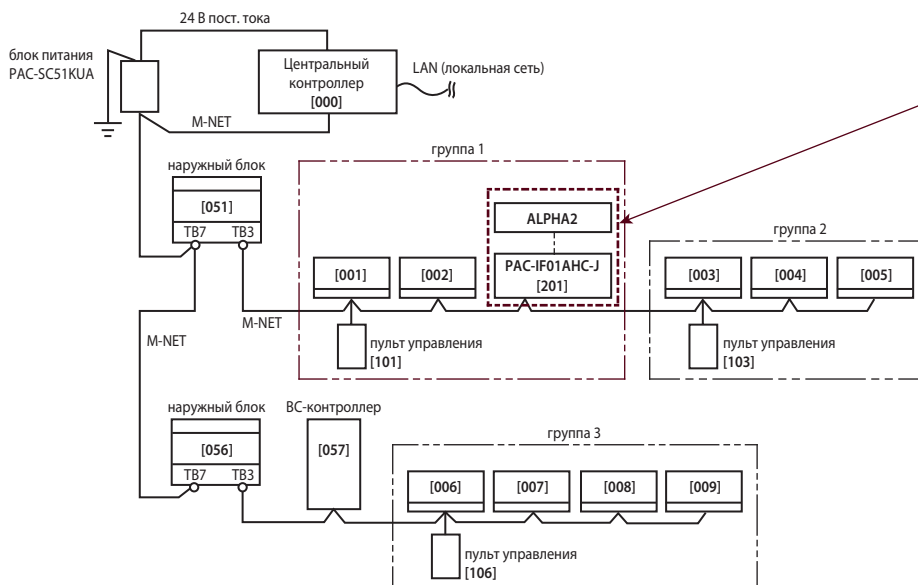 24 В пост. тока
блок питания
PAC-SC51KUA
Центральный
контроллер
[000]
LAN (локальная сеть)
M-NET
группа 1
наружный блок
[051]
TB7 TB3
ALPHA2
PAC-IF01AHC-J
[201]
[001] [002]
группа 2
[003] [004] [005]
M-NET
M-NET
пульт управления
[101]
пульт управления
[103]
наружный блок
[056]
TB7 TB3
BC-контроллер
[057]
группа 3
[006] [007] [008] [009]
пульт управления
[106]